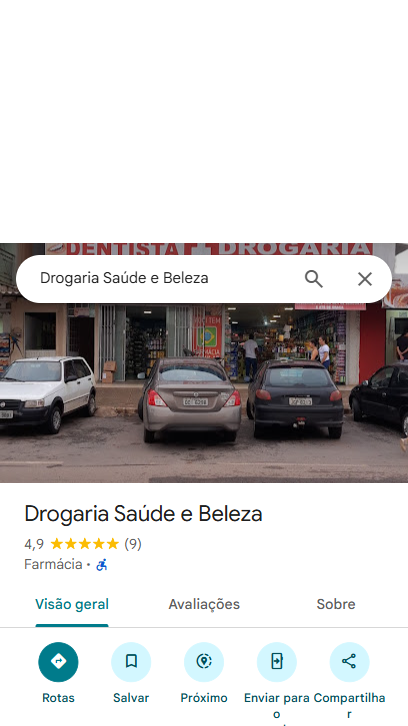 DENTISTA DROGARIA
Drogaria Saúde e Beleza
Drogaria Saúde e Beleza
4,9 (9)
Farmácia ·
Visão geral Avaliações Sobre
Rotas Salvar Próximo Enviar para o Compartilhar